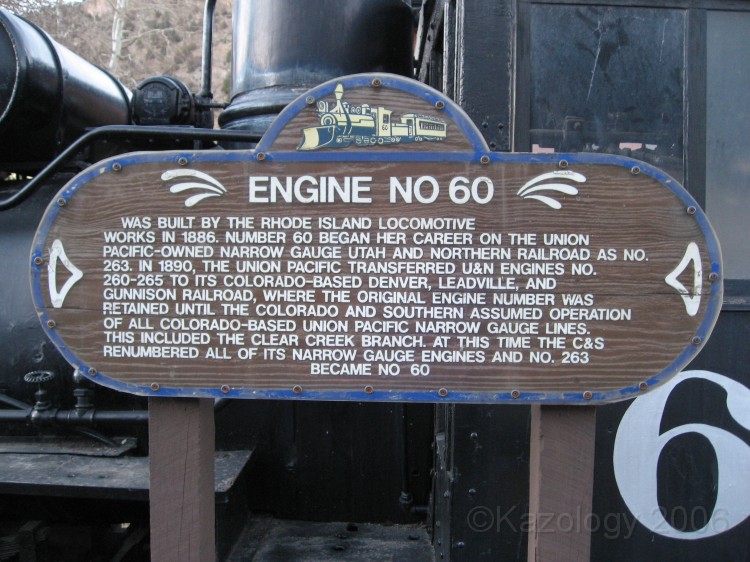 ENGINE NO 60
WAS BUILT BY THE RHODE ISLAND LOCOMOTIVE
WORKS IN 1886. NUMBER 60 BEGAN HER CAREER ON THE UNION
PACIFIC-OWNED NARROW GAUGE UTAH AND NORTHERN RAILROAD AS NO.
263. IN 1890, THE UNION PACIFIC TRANSFERRED U&N ENGINES NO.
260-265 TO ITS COLORADO-BASED DENVER, LEADVILLE, AND
GUNNISON RAILROAD, WHERE THE ORIGINAL ENGINE NUMBER WAS
RETAINED UNTIL THE COLORADO AND SOUTHERN ASSUMED OPERATION
OF ALL COLORADO-BASED UNION PACIFIC NARROW GAUGE LINES.
THIS INCLUDED THE CLEAR CREEK BRANCH. AT THIS TIME THE C&S
RENUMBERED ALL OF ITS NARROW GAUGE ENGINES AND NO. 263
BECAME NO 60
6
©Kazology 2006